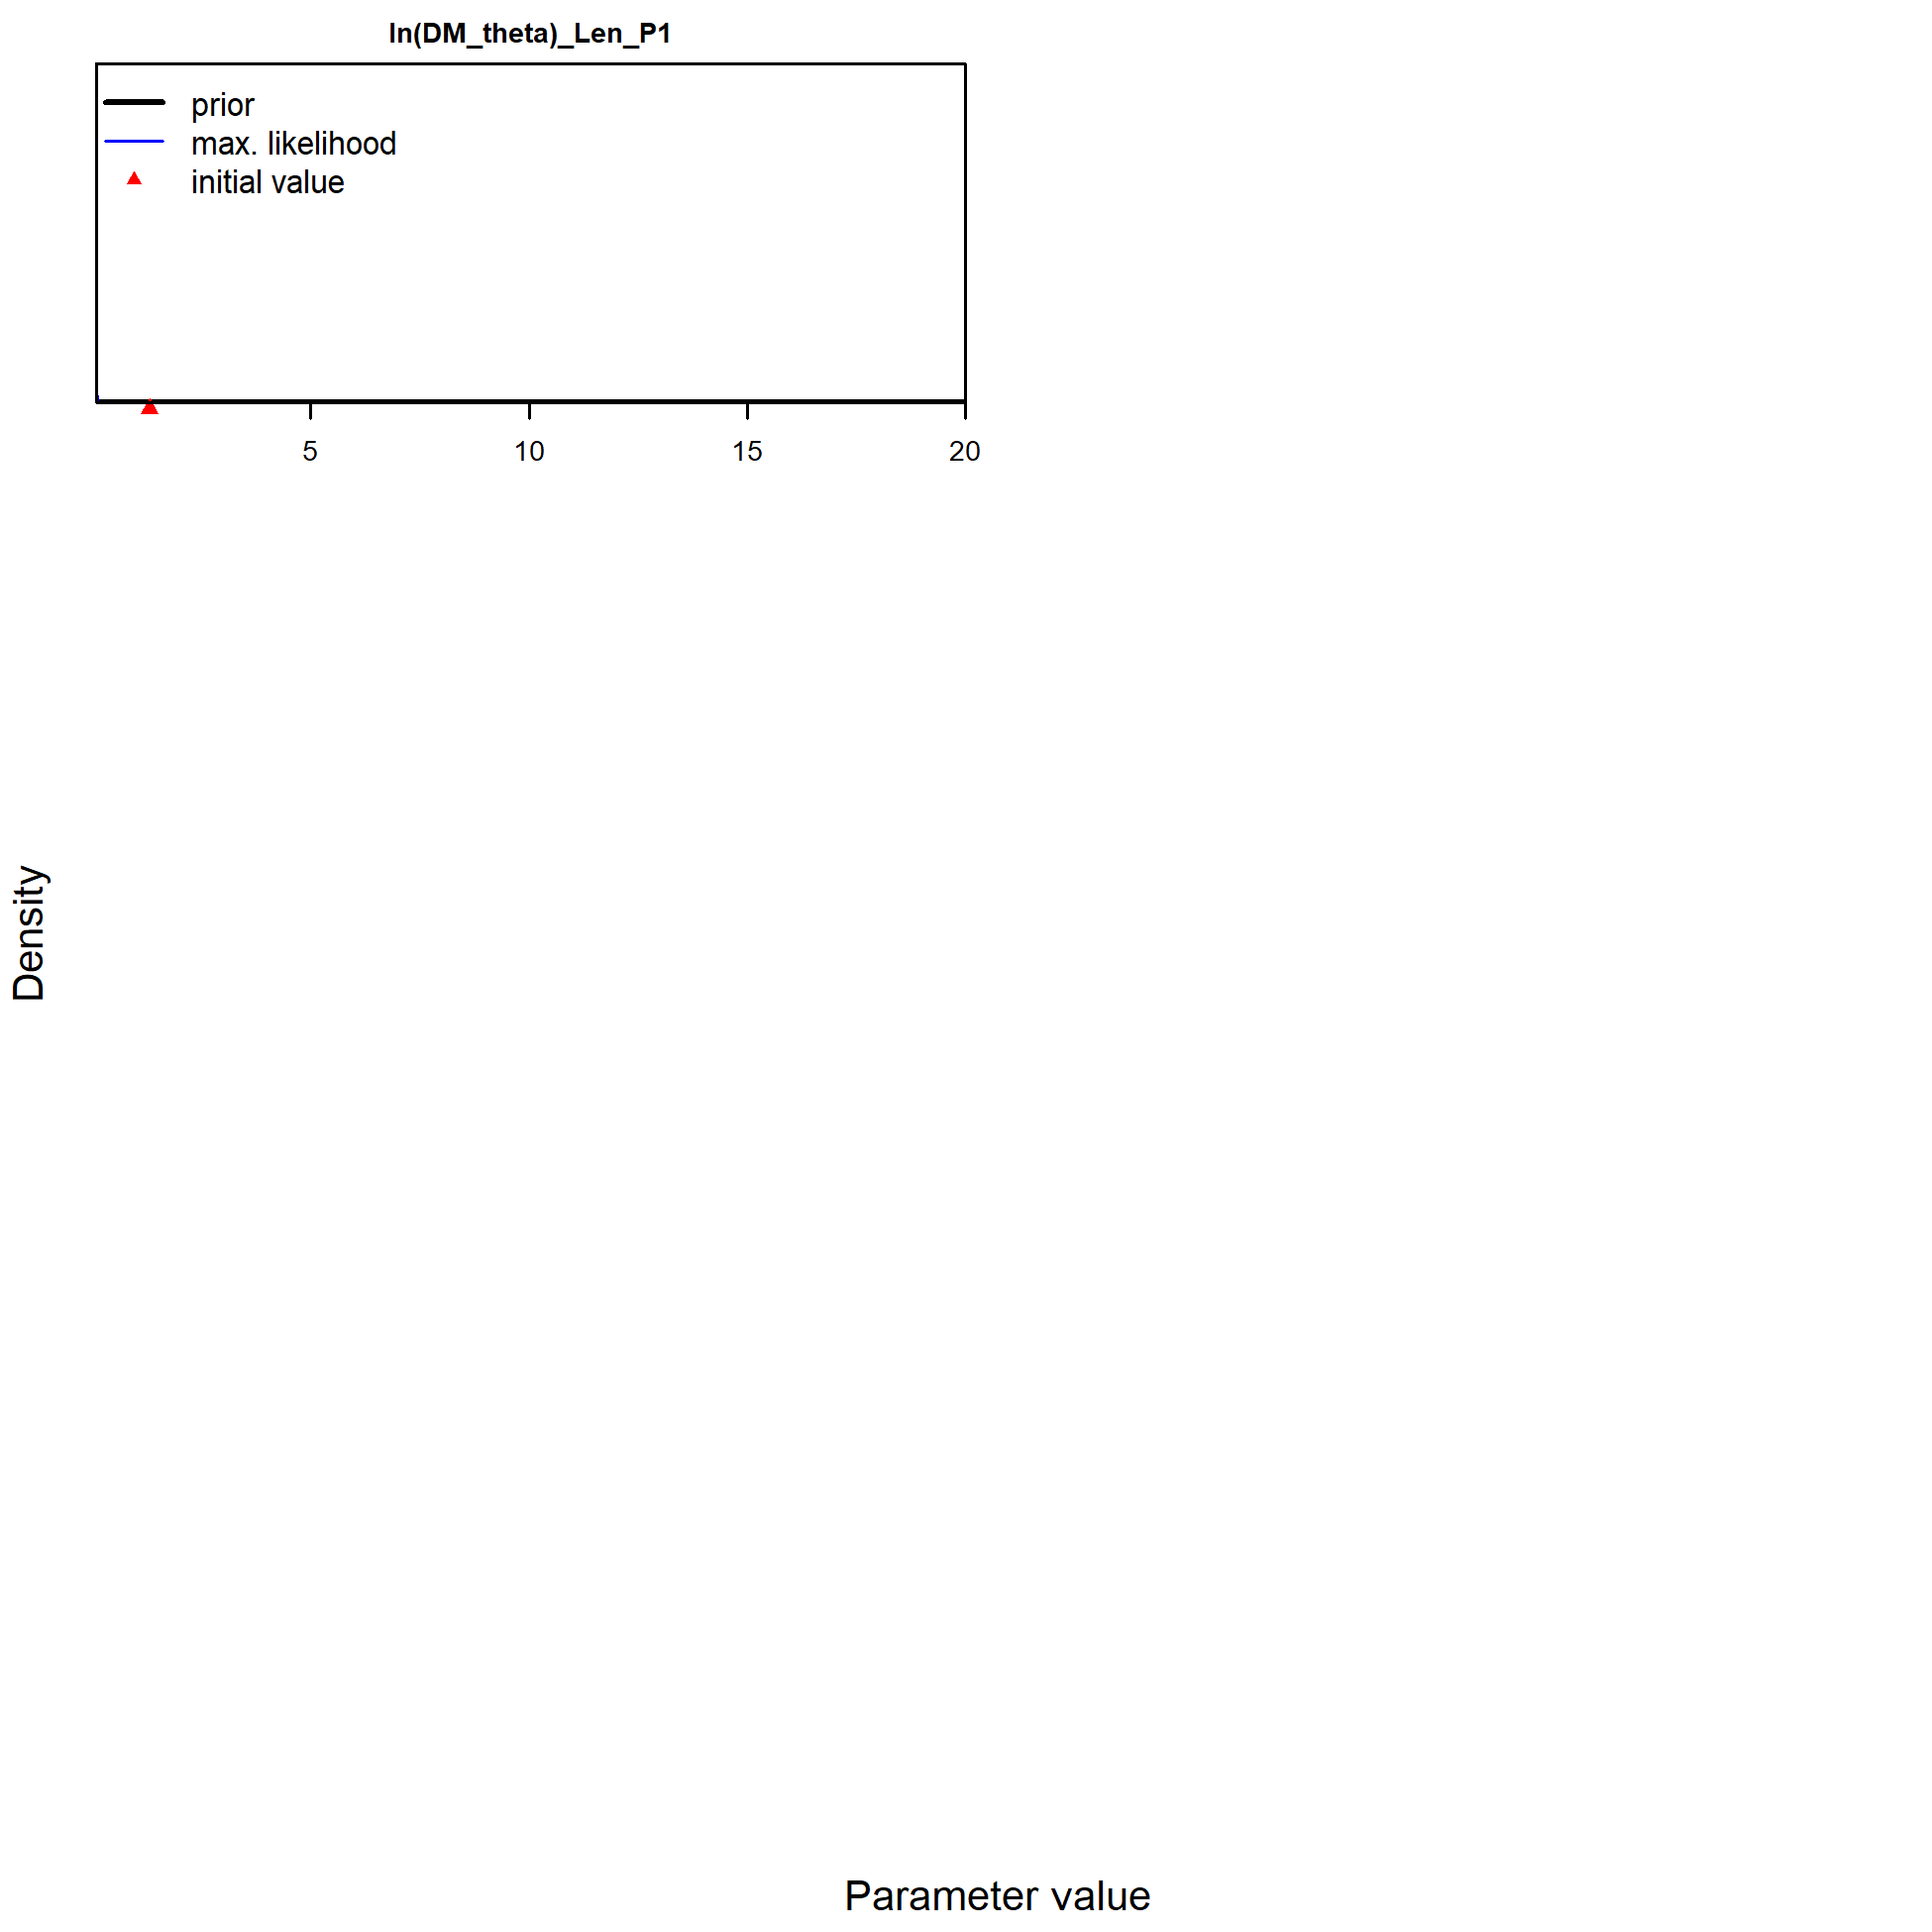 ln(DM_theta)_Len_P1
prior
max. likelihood
initial value
5 10 15 20
Density
Parameter value